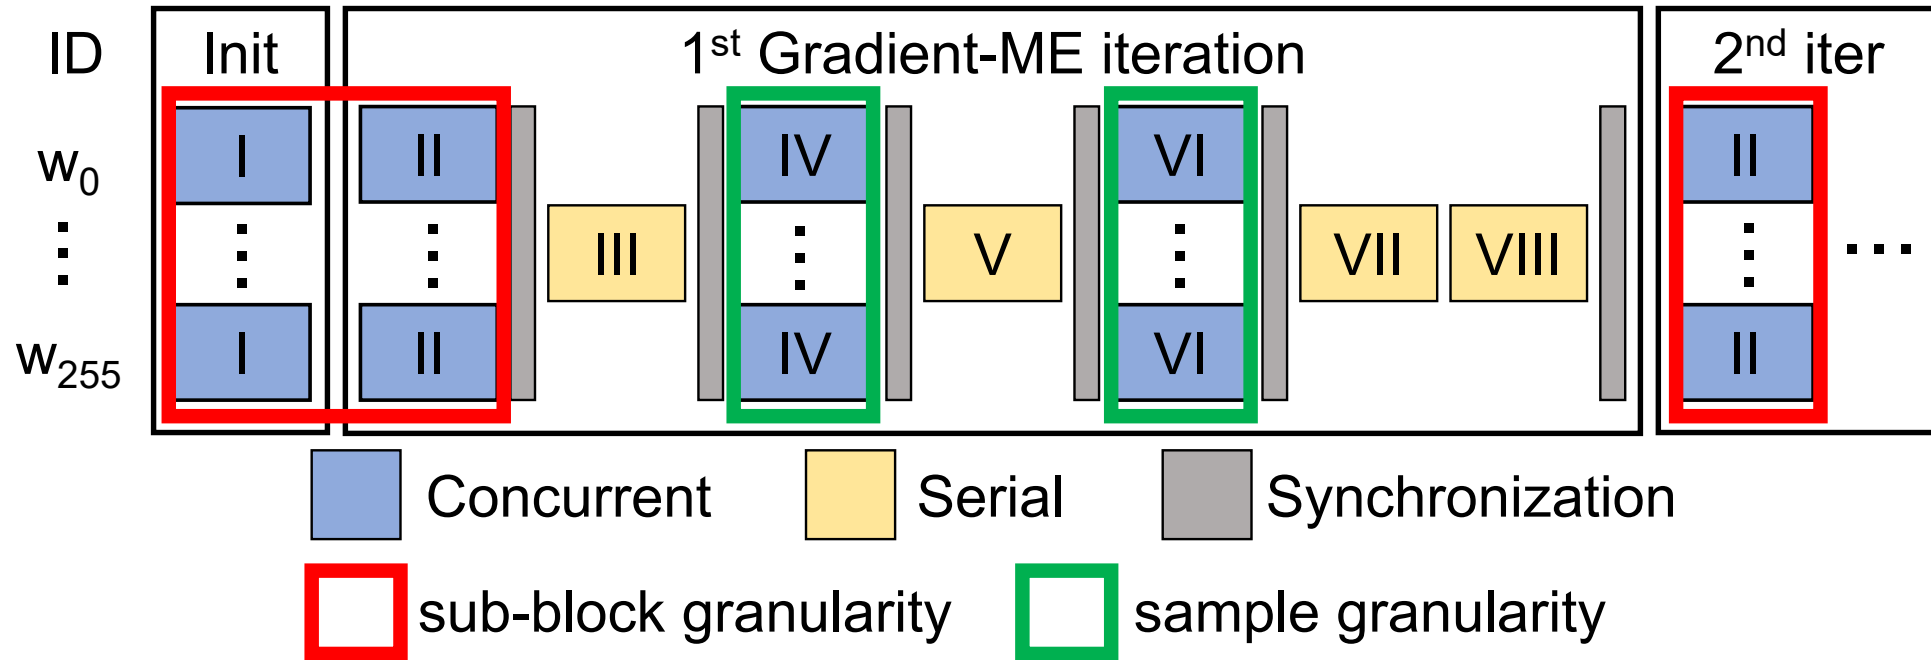 ID Init 1st Gradient-ME iteration 2nd iter
w0 I II IV VI II
⋮ ⋮ ⋮ III ⋮ V ⋮ VII VIII ⋮ ...
w255 I II IV VI II
Concurrent Serial Synchronization
sub-block granularity sample granularity